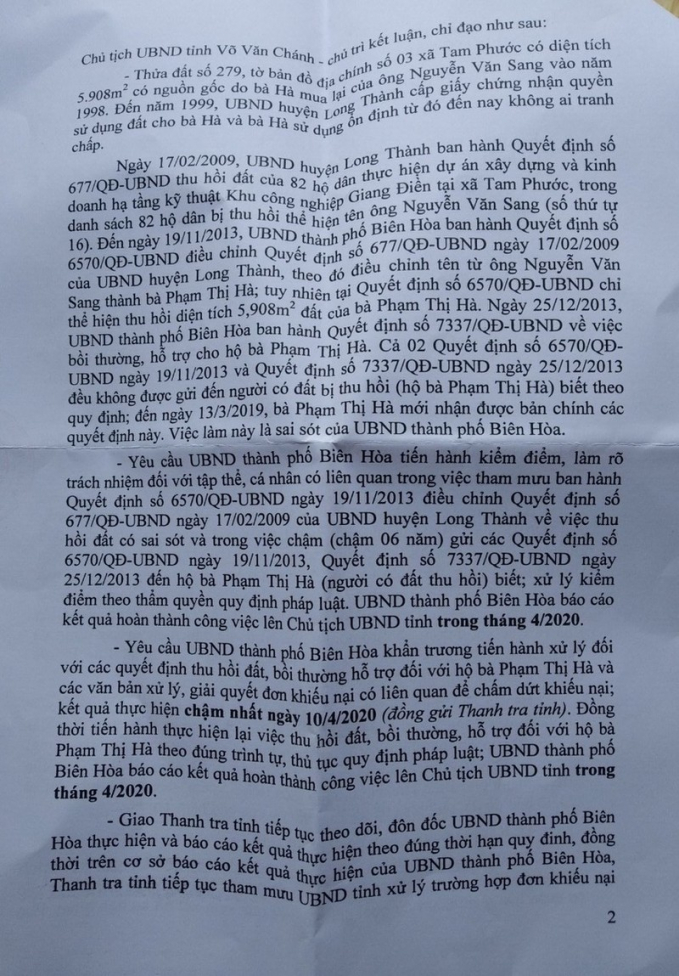 Chủ tịch UBND tỉnh Võ Văn Chánh - chủ trì kết luận, chỉ đạo như sau:
- Thửa đất số 279, tờ bản đồ địa chính số 03 xã Tam Phước có diện tích
5.908m² có nguồn gốc do bà Hà mua lại của ông Nguyễn Văn Sang vào năm
1998. Đến năm 1999, UBND huyện Long Thành cấp giấy chứng nhận quyền
sử dụng đất cho bà Hà và bà Hà sử dụng ổn định từ đó đến nay không ai tranh
chấp.
Ngày 17/02/2009, UBND huyện Long Thành ban hành Quyết định số
677/QĐ-UBND thu hồi đất của 82 hộ dân thực hiện dự án xây dựng và kinh
doanh hạ tầng kỹ thuật Khu công nghiệp Giang Điền tại xã Tam Phước, trong
danh sách 82 hộ dân bị thu hồi thể hiện tên ông Nguyễn Văn Sang (số thứ tự
16). Đến ngày 19/11/2013, UBND thành phố Biên Hòa ban hành Quyết định số
6570/QĐ-UBND điều chỉnh Quyết định số 677/QĐ-UBND ngày 17/02/2009
của UBND huyện Long Thành, theo đó điều chỉnh tên từ ông Nguyễn Văn
Sang thành bà Phạm Thị Hà; tuy nhiên tại Quyết định số 6570/QĐ-UBND chỉ
thể hiện thu hồi diện tích 5,908m² đất của bà Phạm Thị Hà. Ngày 25/12/2013,
UBND thành phố Biên Hòa ban hành Quyết định số 7337/QĐ-UBND về việc
bồi thường, hỗ trợ cho hộ bà Phạm Thị Hà. Cả 02 Quyết định số 6570/QĐ-
UBND ngày 19/11/2013 và Quyết định số 7337/QĐ-UBND ngày 25/12/2013
đều không được gửi đến người có đất bị thu hồi (hộ bà Phạm Thị Hà) biết theo
quy định; đến ngày 13/3/2019, bà Phạm Thị Hà mới nhận được bản chính các
quyết định này. Việc làm này là sai sót của UBND thành phố Biên Hòa.
- Yêu cầu UBND thành phố Biên Hòa tiến hành kiểm điểm, làm rõ
trách nhiệm đối với tập thể, cá nhân có liên quan trong việc tham mưu ban hành
Quyết định số 6570/QĐ-UBND ngày 19/11/2013 điều chỉnh Quyết định số
677/QĐ-UBND ngày 17/02/2009 của UBND huyện Long Thành về việc thu
hồi đất có sai sót và trong việc chậm (chậm 06 năm) gửi các Quyết định số
6570/QĐ-UBND ngày 19/11/2013, Quyết định số 7337/QĐ-UBND ngày
25/12/2013 đến hộ bà Phạm Thị Hà (người có đất thu hồi) biết; xử lý kiểm
điểm theo thẩm quyền quy định pháp luật. UBND thành phố Biên Hòa báo cáo
kết quả hoàn thành công việc lên Chủ tịch UBND tỉnh trong tháng 4/2020.
- Yêu cầu UBND thành phố Biên Hòa khẩn trương tiến hành xử lý đối
với các quyết định thu hồi đất, bồi thường hỗ trợ đối với hộ bà Phạm Thị Hà và
các văn bản xử lý, giải quyết đơn khiếu nại có liên quan để chấm dứt khiếu nại;
kết quả thực hiện chậm nhất ngày 10/4/2020 (đồng gửi Thanh tra tỉnh). Đồng
thời tiến hành thực hiện lại việc thu hồi đất, bồi thường, hỗ trợ đối với hộ bà
Phạm Thị Hà theo đúng trình tự, thủ tục quy định pháp luật; UBND thành phố
Biên Hòa báo cáo kết quả hoàn thành công việc lên Chủ tịch UBND tỉnh trong
tháng 4/2020.
- Giao Thanh tra tỉnh tiếp tục theo dõi, đôn đốc UBND thành phố Biên
Hòa thực hiện và báo cáo kết quả thực hiện theo đúng thời hạn quy đinh, đồng
thời trên cơ sở báo cáo kết quả thực hiện của UBND thành phố Biên Hòa,
Thanh tra tỉnh tiếp tục tham mưu UBND tỉnh xử lý trường hợp đơn khiếu nại
2